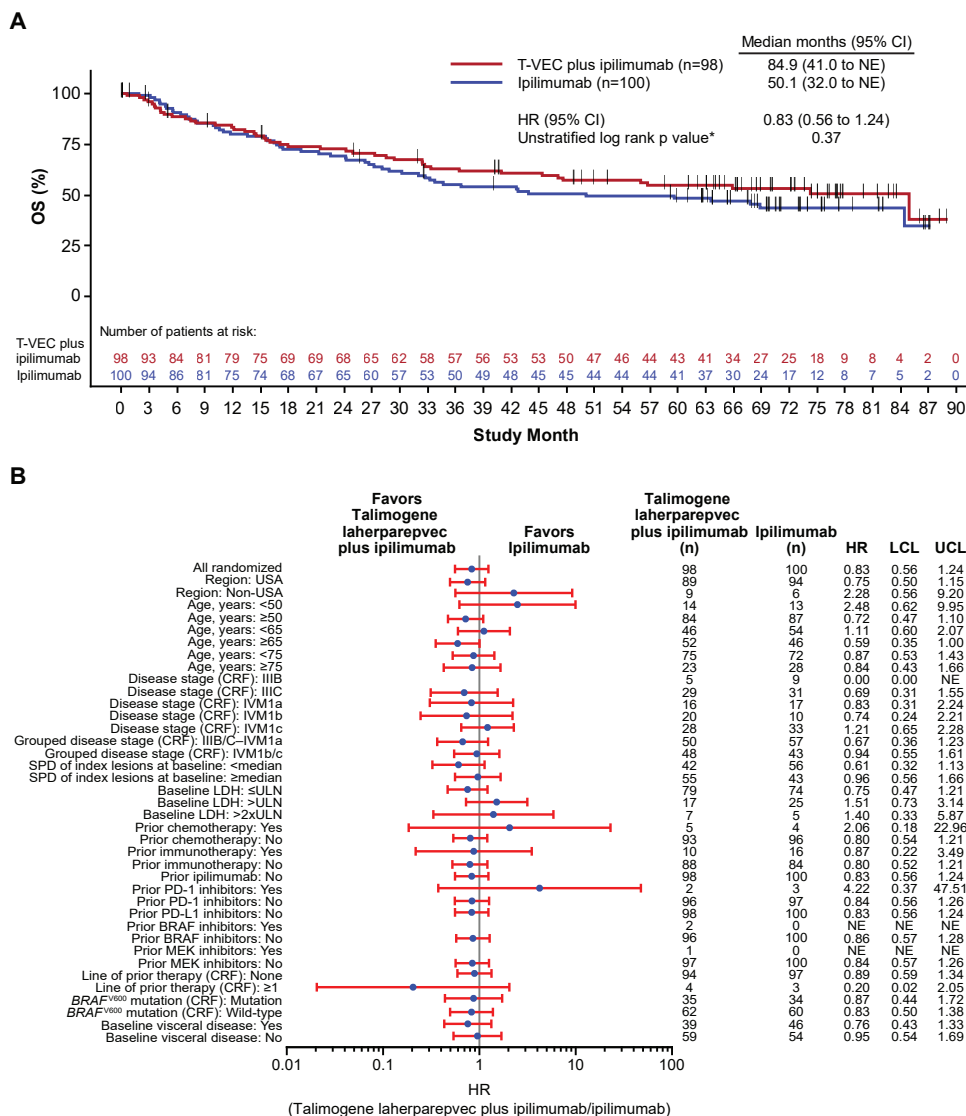 A
Median months (95% CI)
T-VEC plus ipilimumab (n=98) 84.9 (41.0 to NE)
Ipilimumab (n=100) 50.1 (32.0 to NE)
HR (95% CI) 0.83 (0.56 to 1.24)
Unstratified log rank p value* 0.37
100
75
50
25
0
OS (%)
Number of patients at risk:
T-VEC plus
ipilimumab 98 93 84 81 79 75 69 69 68 65 62 58 57 56 53 53 50 47 46 44 43 41 34 27 25 18 9 8 4 2 0
Ipilimumab 100 94 86 81 75 74 68 67 65 60 57 53 50 49 48 45 45 44 44 44 41 37 30 24 17 12 8 7 5 2 0
0 3 6 9 12 15 18 21 24 27 30 33 36 39 42 45 48 51 54 57 60 63 66 69 72 75 78 81 84 87 90
Study Month
B
Favors
Talimogene
laherparepvec
plus ipilimumab
Favors
Ipilimumab
Talimogene
laherparepvec
plus ipilimumab
(n)
Ipilimumab
(n)
HR LCL UCL
All randomized 98 100 0.83 0.56 1.24
Region: USA 89 94 0.75 0.50 1.15
Region: Non-USA 9 6 2.28 0.56 9.20
Age, years: <50 14 13 2.48 0.62 9.95
Age, years: ≥50 84 87 0.72 0.47 1.10
Age, years: <65 46 54 1.11 0.60 2.07
Age, years: ≥65 52 46 0.59 0.35 1.00
Age, years: <75 75 72 0.87 0.53 1.43
Age, years: ≥75 23 28 0.84 0.43 1.66
Disease stage (CRF): IIIB 5 9 0.00 0.00 NE
Disease stage (CRF): IIIC 29 31 0.69 0.31 1.55
Disease stage (CRF): IVM1a 16 17 0.83 0.31 2.24
Disease stage (CRF): IVM1b 20 10 0.74 0.24 2.21
Disease stage (CRF): IVM1c 28 33 1.21 0.65 2.28
Grouped disease stage (CRF): IIIB/C–IVM1a 50 57 0.67 0.36 1.23
Grouped disease stage (CRF): IVM1b/c 48 43 0.94 0.55 1.61
SPD of index lesions at baseline: <median 42 56 0.61 0.32 1.13
SPD of index lesions at baseline: ≥median 55 43 0.96 0.56 1.66
Baseline LDH: ≤ULN 79 74 0.75 0.47 1.21
Baseline LDH: >ULN 17 25 1.51 0.73 3.14
Baseline LDH: >2xULN 7 5 1.40 0.33 5.87
Prior chemotherapy: Yes 5 4 2.06 0.18 22.96
Prior chemotherapy: No 93 96 0.80 0.54 1.21
Prior immunotherapy: Yes 10 16 0.87 0.22 3.49
Prior immunotherapy: No 88 84 0.80 0.52 1.21
Prior ipilimumab: No 98 100 0.83 0.56 1.24
Prior PD-1 inhibitors: Yes 2 3 4.22 0.37 47.51
Prior PD-1 inhibitors: No 96 97 0.84 0.56 1.26
Prior PD-L1 inhibitors: No 98 100 0.83 0.56 1.24
Prior BRAF inhibitors: Yes 2 0 NE NE NE
Prior BRAF inhibitors: No 96 100 0.86 0.57 1.28
Prior MEK inhibitors: Yes 1 0 NE NE NE
Prior MEK inhibitors: No 97 100 0.84 0.57 1.26
Line of prior therapy (CRF): None 94 97 0.89 0.59 1.34
Line of prior therapy (CRF): ≥1 4 3 0.20 0.02 2.05
BRAF^V600 mutation (CRF): Mutation 35 34 0.87 0.44 1.72
BRAF^V600 mutation (CRF): Wild-type 62 60 0.83 0.50 1.38
Baseline visceral disease: Yes 39 46 0.76 0.43 1.33
Baseline visceral disease: No 59 54 0.95 0.54 1.69
0.01 0.1 1 10 100
HR
(Talimogene laherparepvec plus ipilimumab/ipilimumab)